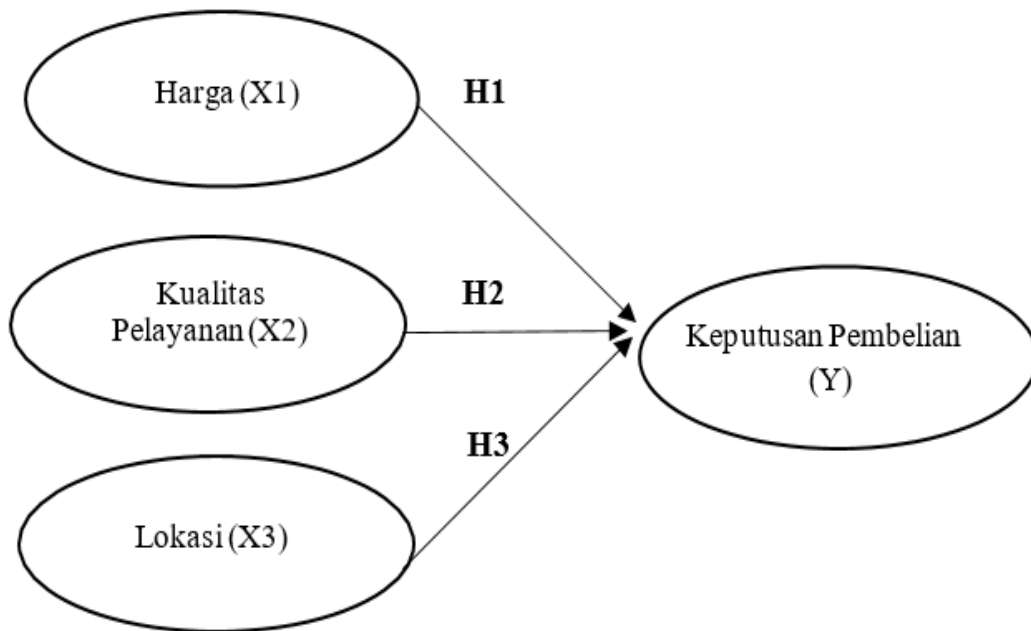 Harga (X1)
H1
Kualitas
Pelayanan (X2)
H2
Keputusan Pembelian
(Y)
H3
Lokasi (X3)